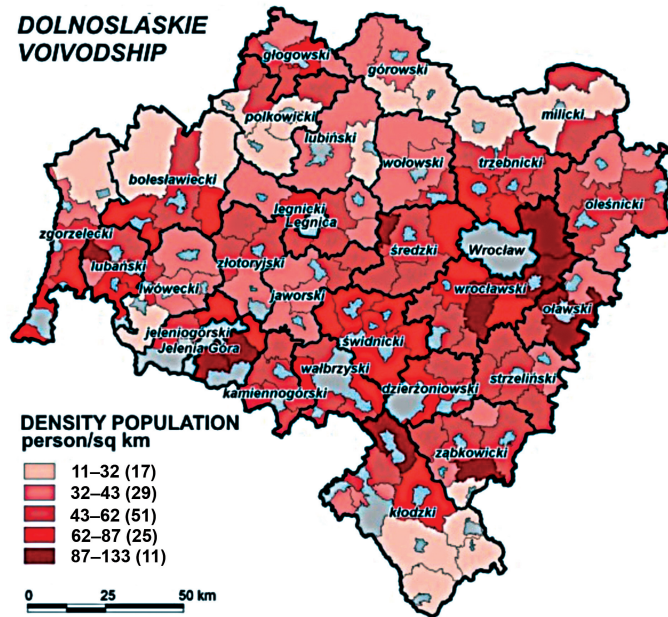 DOLNOSLASKIE
VOIVODSHIP
głogowski
górowski
polkowicki
milicki
lubiński
wołowski
trzebnicki
bolesławiecki
oleśnicki
legnicki
Legnica
zgorzelecki
średzki
Wrocław
lubański
złotoryjski
lwówecki
jaworski
wrocławski
oławski
jeleniogórski
Jelenia Góra
świdnicki
wałbrzyski
kamiennogórski
dzierżoniowski
strzeliński
ząbkowicki
kłodzki
DENSITY POPULATION
person/sq km
11–32 (17)
32–43 (29)
43–62 (51)
62–87 (25)
87–133 (11)
0 25 50 km